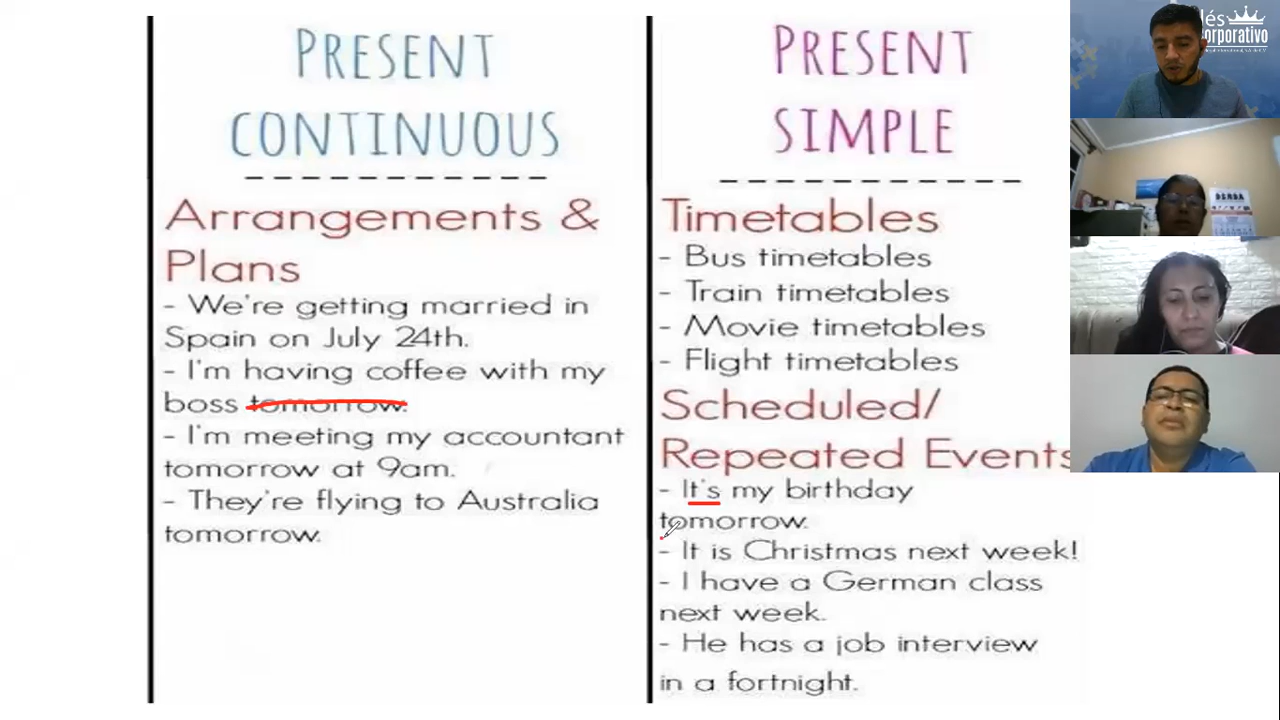 PRESENT
CONTINUOUS
Arrangements &
Plans
- We're getting married in
Spain on July 24th.
- I'm having coffee with my
boss tomorrow.
- I'm meeting my accountant
tomorrow at 9am.
- They're flying to Australia
tomorrow.
PRESENT
SIMPLE
Timetables
- Bus timetables
- Train timetables
- Movie timetables
- Flight timetables
Scheduled/
Repeated Events
- It's my birthday
tomorrow.
- It is Christmas next week!
- I have a German class
next week.
- He has a job interview
in a fortnight.